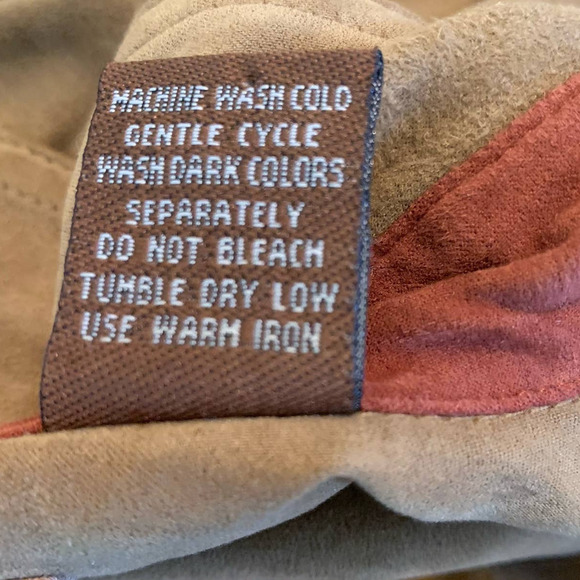 MACHINE WASH COLD
GENTLE CYCLE
WASH DARK COLORS
SEPARATELY
DO NOT BLEACH
TUMBLE DRY LOW
USE WARM IRON